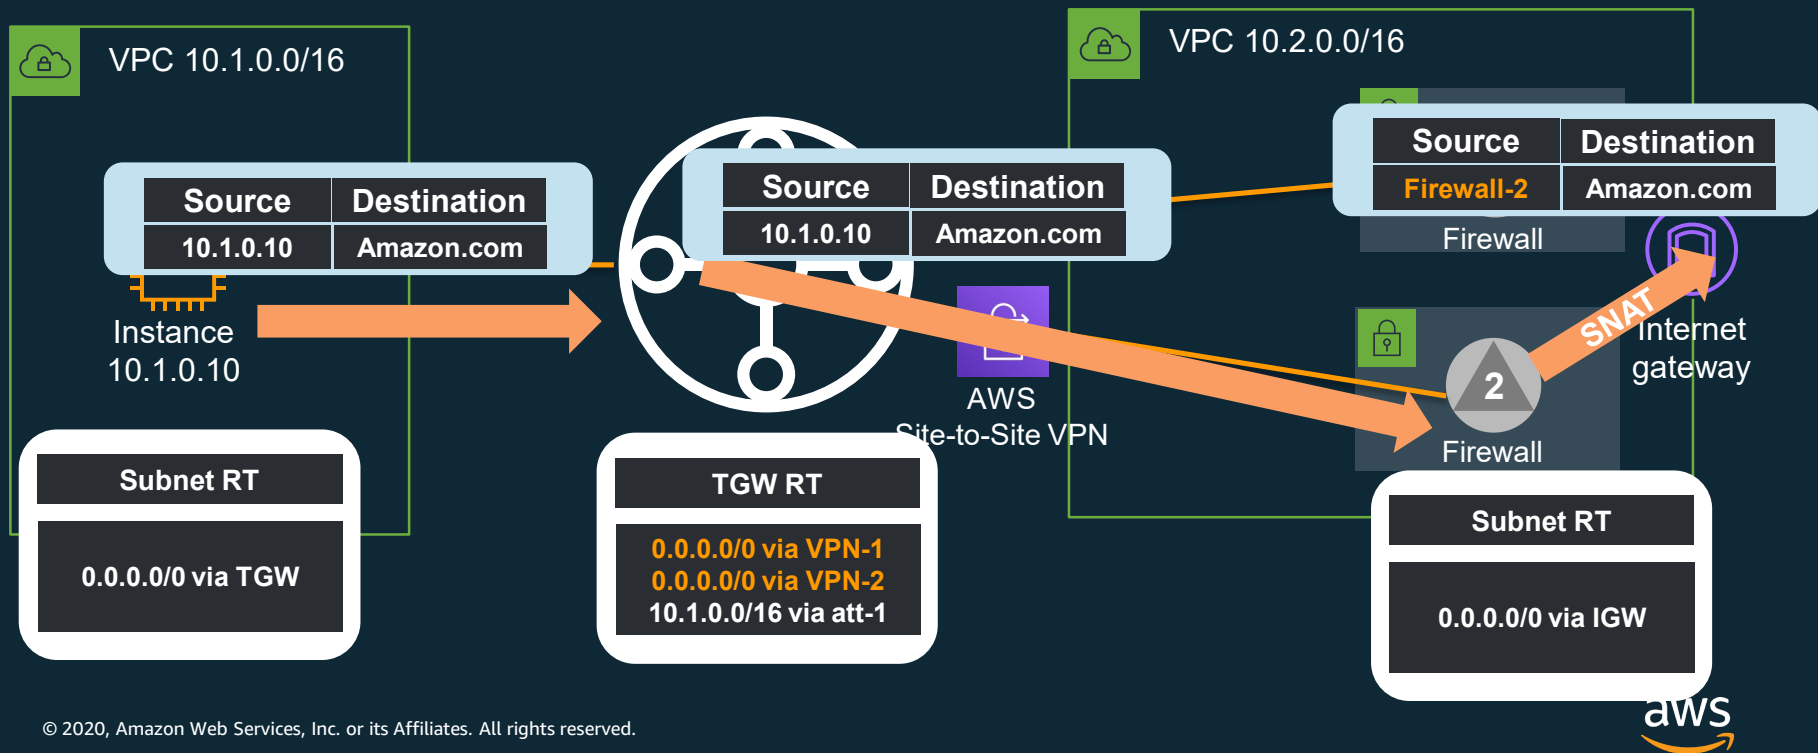 VPC 10.1.0.0/16
VPC 10.2.0.0/16
Source Destination
10.1.0.10 Amazon.com
Source Destination
10.1.0.10 Amazon.com
Source Destination
Firewall-2 Amazon.com
Firewall
Instance
10.1.0.10
AWS
Site-to-Site VPN
2
Firewall
SNAT
Internet
gateway
Subnet RT
0.0.0.0/0 via TGW
TGW RT
0.0.0.0/0 via VPN-1
0.0.0.0/0 via VPN-2
10.1.0.0/16 via att-1
Subnet RT
0.0.0.0/0 via IGW
© 2020, Amazon Web Services, Inc. or its Affiliates. All rights reserved.
aws